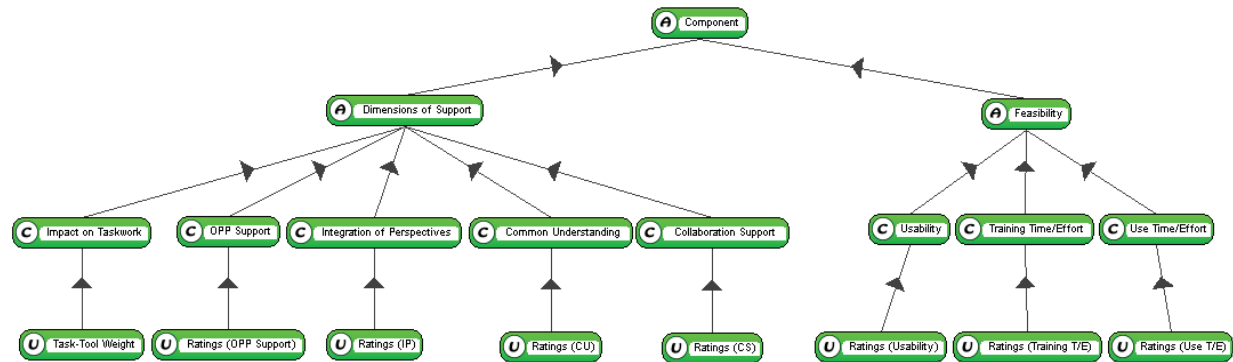 A Component
A Dimensions of Support
A Feasibility
C Impact on Taskwork
C OPP Support
C Integration of Perspectives
C Common Understanding
C Collaboration Support
C Usability
C Training Time/Effort
C Use Time/Effort
U Task-Tool Weight
U Ratings (OPP Support)
U Ratings (IP)
U Ratings (CU)
U Ratings (CS)
U Ratings (Usability)
U Ratings (Training T/E)
U Ratings (Use T/E)